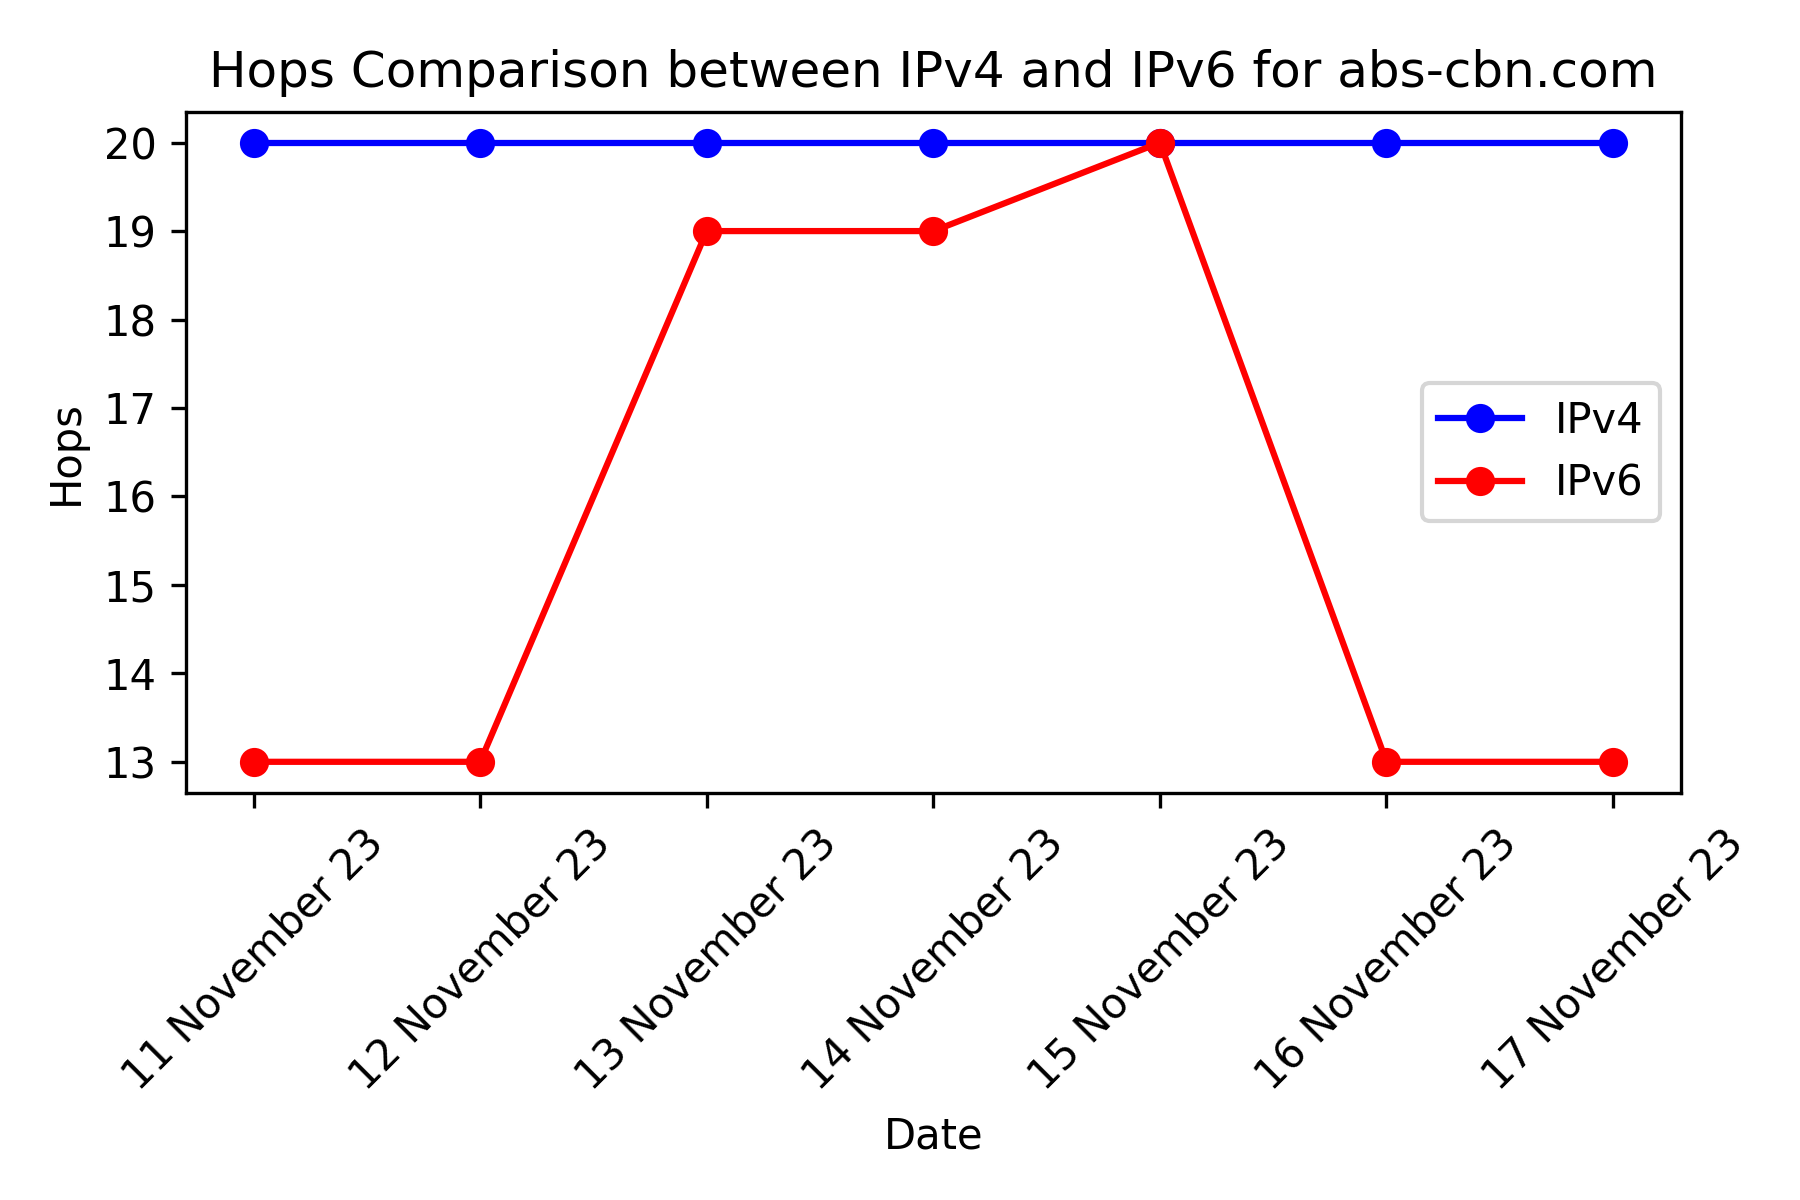 Hops Comparison between IPv4 and IPv6 for abs-cbn.com
20
19
18
17
16
15
14
13
Hops
IPv4
IPv6
11 November 23
12 November 23
13 November 23
14 November 23
15 November 23
16 November 23
17 November 23
Date